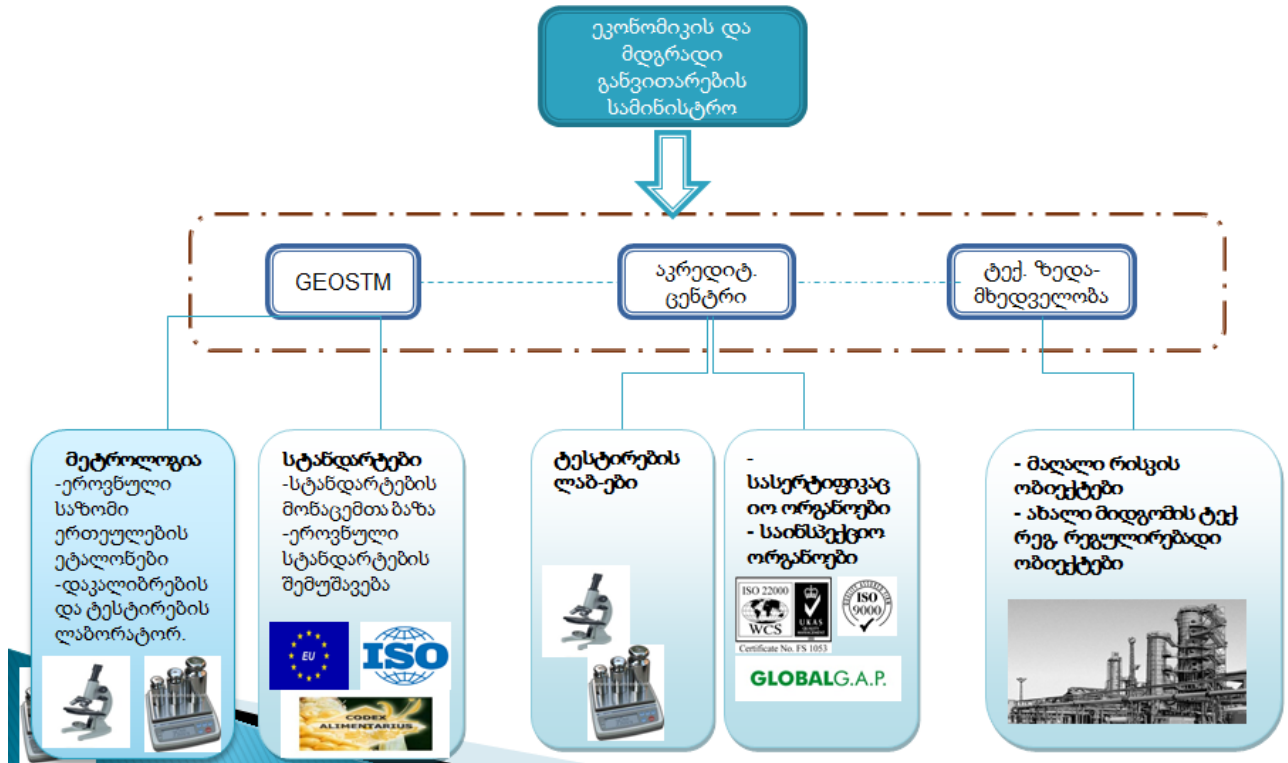 ეკონომიკის და
მდგრადი
განვითარების
სამინისტრო
GEOSTM
აკრედიტ.
ცენტრი
ტექ. ზედა-
მხედველობა
მეტროლოგია
-ეროვნული
საზომი
ერთეულების
ეტალონები
-დაკალიბრების
და ტესტირების
ლაბორატორ.
სტანდარტები
-სტანდარტების
მონაცემთა ბაზა
-ეროვნული
სტანდარტების
შემუშავება
EU
ISO
CODEX
ALIMENTARIUS
ტესტირების
ლაბ-ები
-
სასერტიფიკაც
იო ორგანოები
- საინსპექციო
ორგანოები
ISO 22000
WCS
UKAS
QUALITY
MANAGEMENT
Certificate No. FS 1053
ISO
9000
GLOBALG.A.P.
- მაღალი რისკის
ობიექტები
- ახალი მიდგომის ტექ.
რეგ. რეგულირებადი
ობიექტები